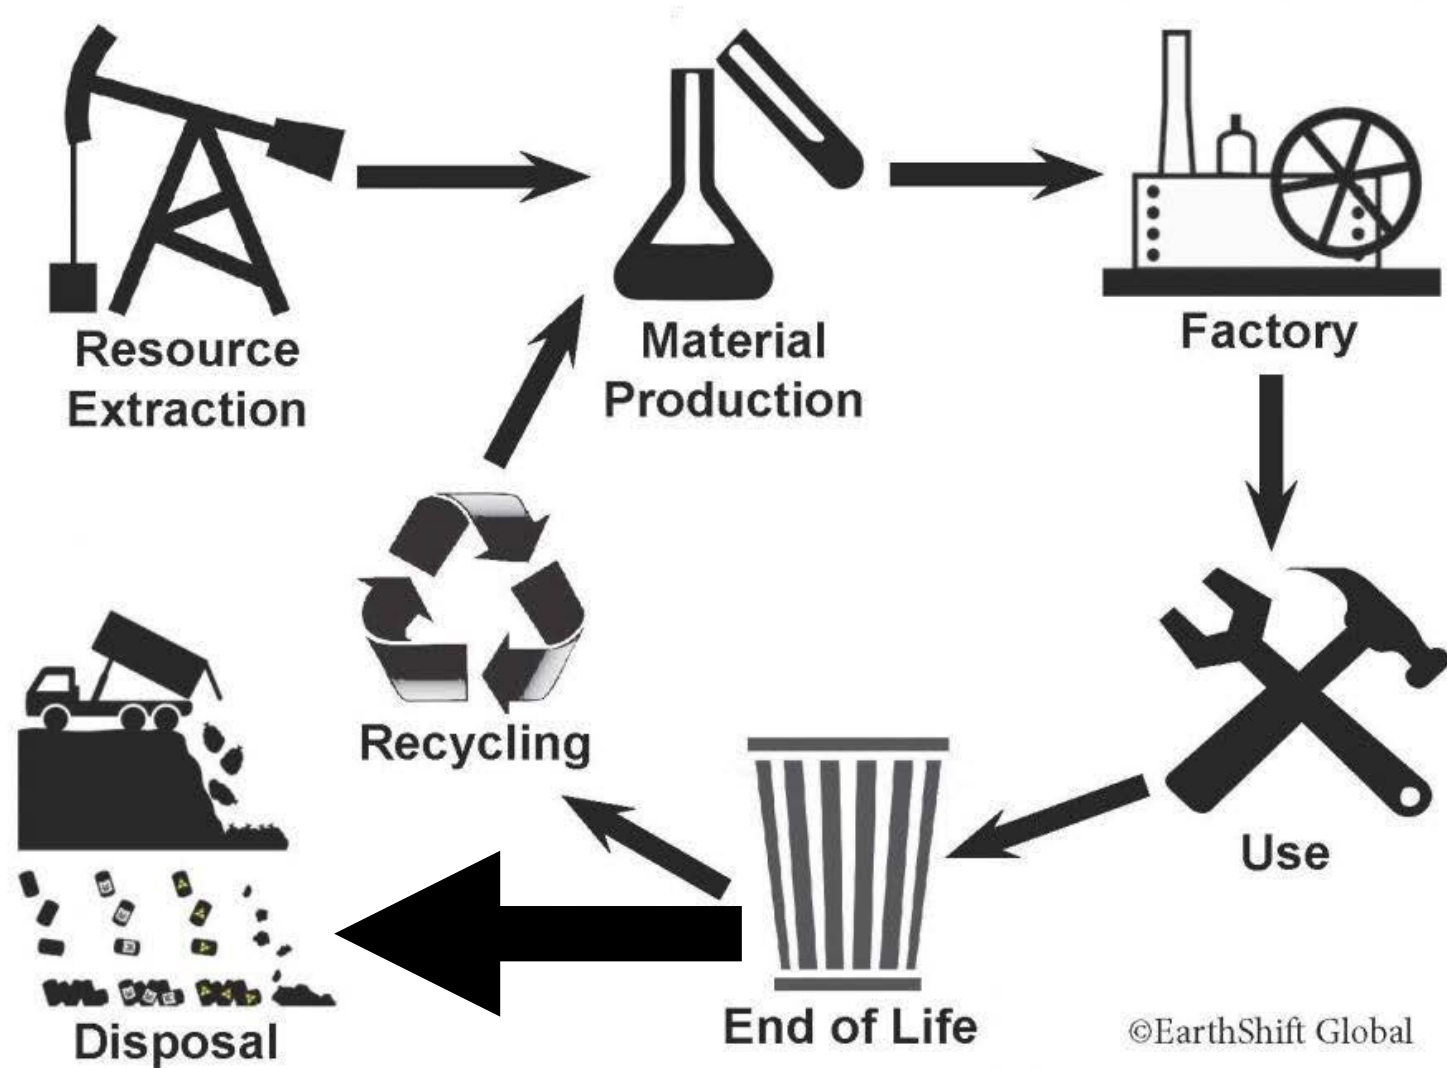 Resource
Extraction
Material
Production
Factory
Recycling
Use
Disposal
End of Life
©EarthShift Global